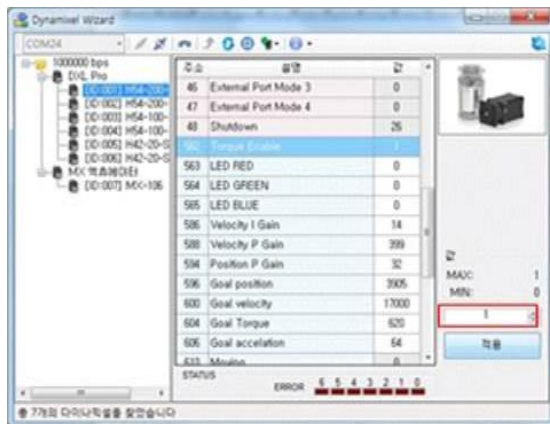 Dynamixel Wizard
COM24
1000000 bps
DXL Pro
[ID:001] H54-200-
[ID:002] H54-200-
[ID:003] H54-100-
[ID:004] H54-100-
[ID:005] H42-20-S
[ID:006] H42-20-S
MX 액츄에이터
[ID:007] MX-106
주소 설명 값
46 External Port Mode 3 0
47 External Port Mode 4 0
48 Shutdown 26
562 Torque Enable 1
563 LED RED 0
564 LED GREEN 0
565 LED BLUE 0
586 Velocity I Gain 14
588 Velocity P Gain 399
594 Position P Gain 32
596 Goal position 3905
600 Goal velocity 17000
604 Goal Torque 620
606 Goal accelation 64
610 Moving 0
값
MAX: 1
MIN: 0
1
적용
STATUS
ERROR 6 5 4 3 2 1 0
총 7개의 다이나믹셀을 찾았습니다